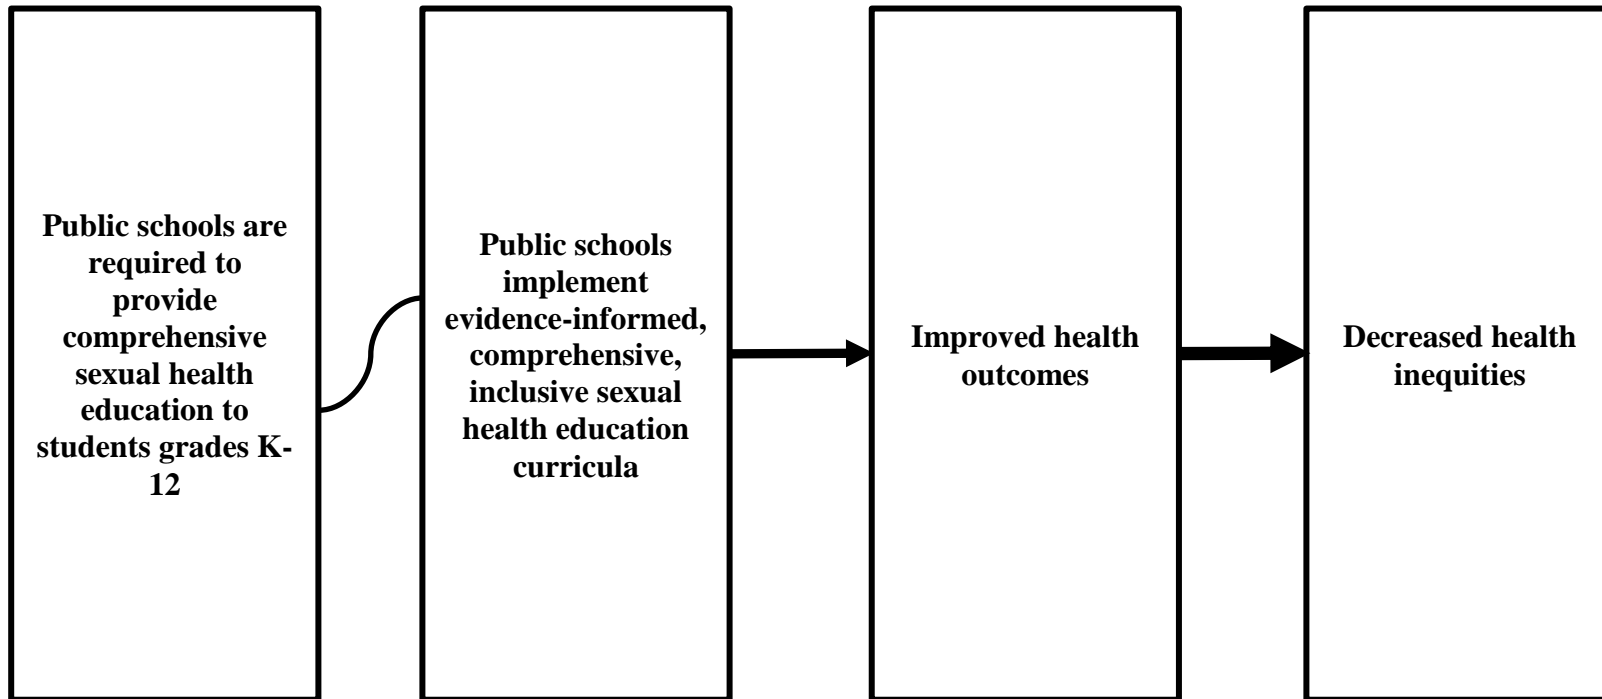 Public schools are
required to
provide
comprehensive
sexual health
education to
students grades K-
12
Public schools
implement
evidence-informed,
comprehensive,
inclusive sexual
health education
curricula
Improved health
outcomes
Decreased health
inequities